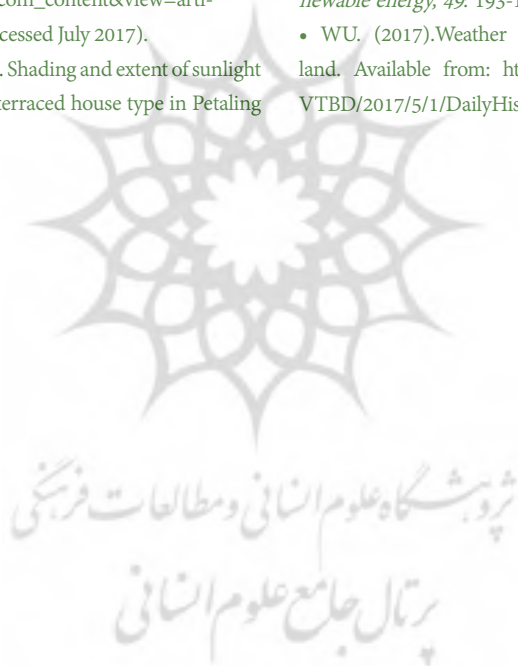 com_content&view=arti-
cessed July 2017).
. Shading and extent of sunlight
terraced house type in Petaling
newable energy, 49. 193-1
• WU. (2017).Weather
land. Available from: ht
VTBD/2017/5/1/DailyHis
پژوهشگاه علوم انسانی و مطالعات فرهنگی
پرتال جامع علوم انسانی